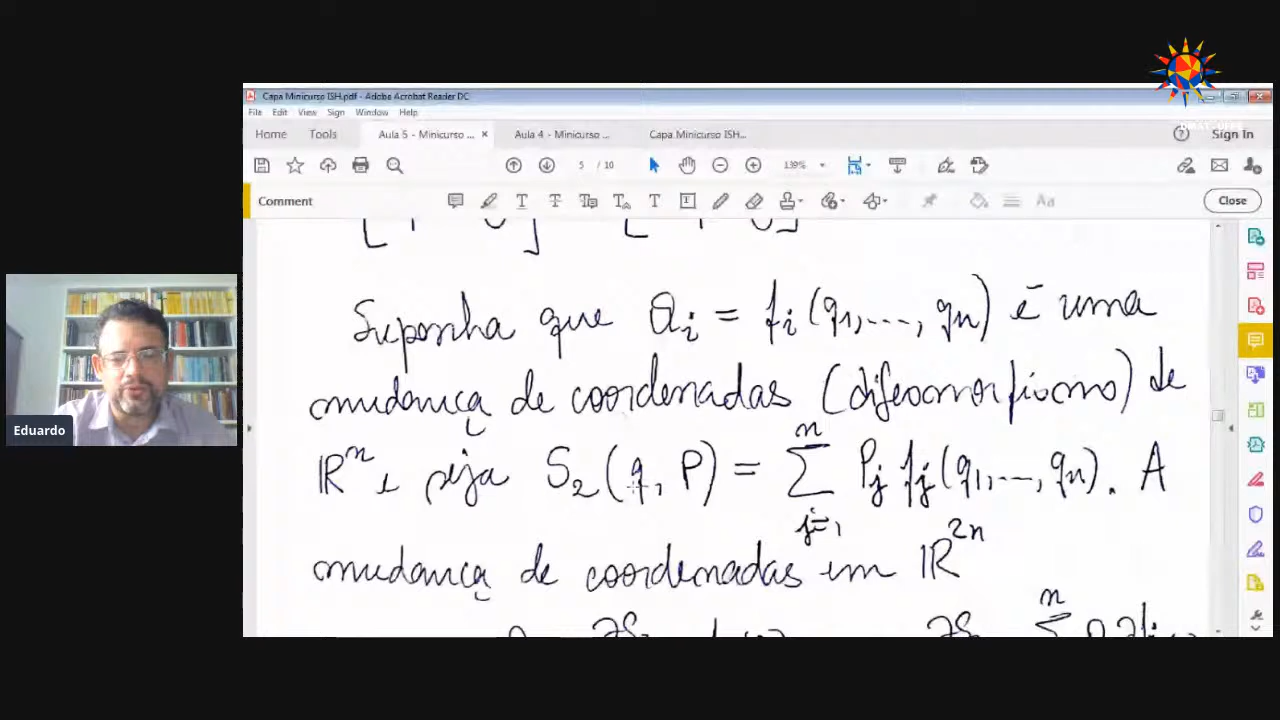 Capa Minicurso ISH.pdf - Adobe Acrobat Reader DC
File Edit View Sign Window Help
Home Tools Aula 5 - Minicurso ... × Aula 4 - Minicurso ... Capa Minicurso ISH... Sign In
5 / 10 139%
Comment Close
Suponha que Qi = fi(q1,...., qn) é uma
mudança de coordenadas (difeomorfismo) de
ℝⁿ e seja S₂(q, P) = Σⁿⱼ₌₁ Pj fj(q1,..., qn). A
mudança de coordenadas em ℝ²ⁿ
Eduardo